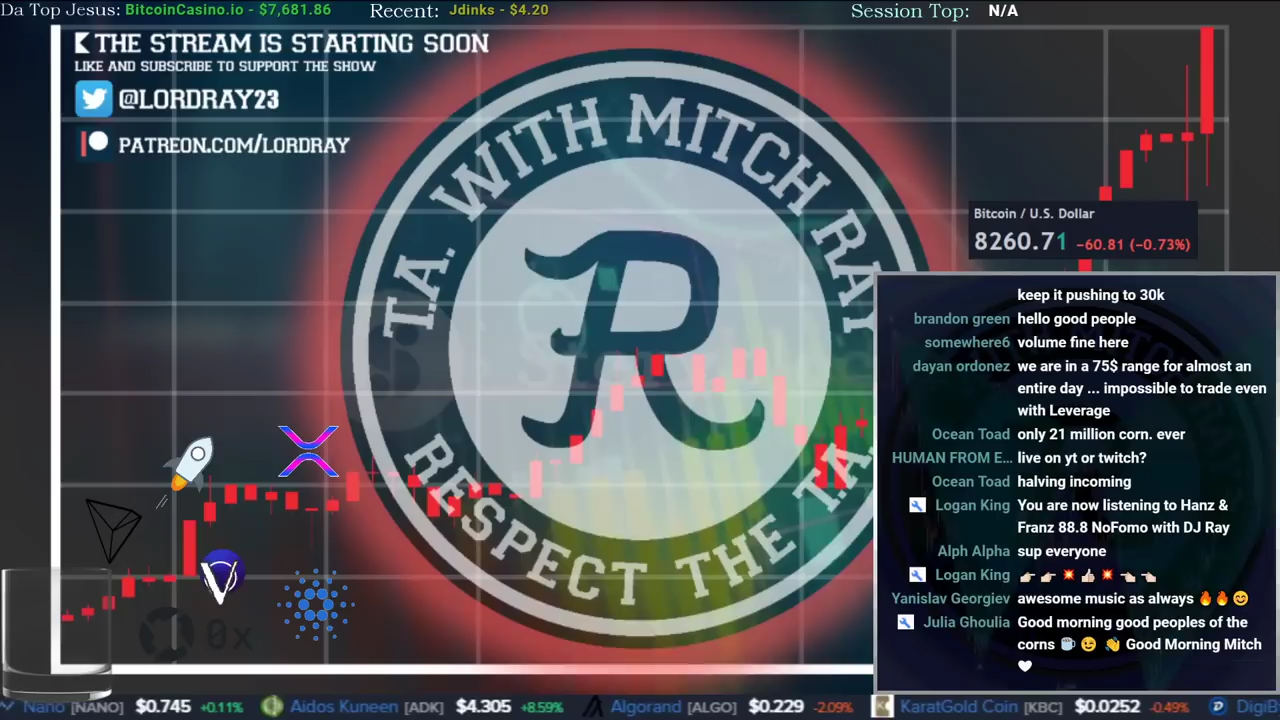 Da Top Jesus: BitcoinCasino.io - $7,681.86
Recent: Jdinks - $4.20
Session Top: N/A
THE STREAM IS STARTING SOON
LIKE AND SUBSCRIBE TO SUPPORT THE SHOW
@LORDRAY23
PATREON.COM/LORDRAY
T.A. WITH MITCH RAY
R
RESPECT THE T.A.
Bitcoin / U.S. Dollar
8260.71 -60.81 (-0.73%)
keep it pushing to 30k
brandon green hello good people
somewhere6 volume fine here
dayan ordonez we are in a 75$ range for almost an
entire day ... impossible to trade even
with Leverage
Ocean Toad only 21 million corn. ever
HUMAN FROM E... live on yt or twitch?
Ocean Toad halving incoming
Logan King You are now listening to Hanz &
Franz 88.8 NoFomo with DJ Ray
Alph Alpha sup everyone
Logan King 👉🏻 👉🏻 💥 👍🏻 💥 👈🏻 👈🏻
Yanislav Georgiev awesome music as always 🔥🔥😊
Julia Ghoulia Good morning good peoples of the
corns ☕ 😉 👋 Good Morning Mitch
🤍
0x
Nano [NANO] $0.745 +0.11% Aidos Kuneen [ADK] $4.305 +8.59% Algorand [ALGO] $0.229 -2.09% KaratGold Coin [KBC] $0.0252 -0.49% DigiB